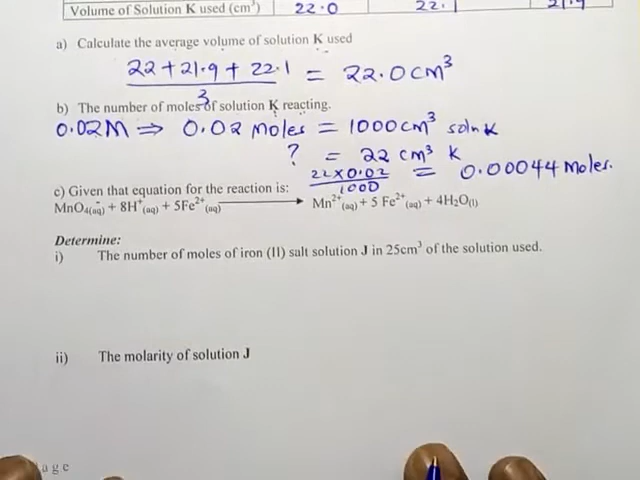 Volume of Solution K used (cm³) 22.0 22.1 21.9
a) Calculate the average volume of solution K used
22 + 21.9 + 22.1 / 3 = 22.0 cm³
b) The number of moles of solution K reacting.
0.02M ⇒ 0.02 moles = 1000cm³ soln K
? = 22 cm³ K
22 x 0.02 / 1000 = 0.00044 moles.
c) Given that equation for the reaction is:
MnO₄⁻(aq) + 8H⁺(aq) + 5Fe²⁺(aq) ⟶ Mn²⁺(aq) + 5 Fe²⁺(aq) + 4H₂O(l)
Determine:
i) The number of moles of iron (II) salt solution J in 25cm³ of the solution used.
ii) The molarity of solution J